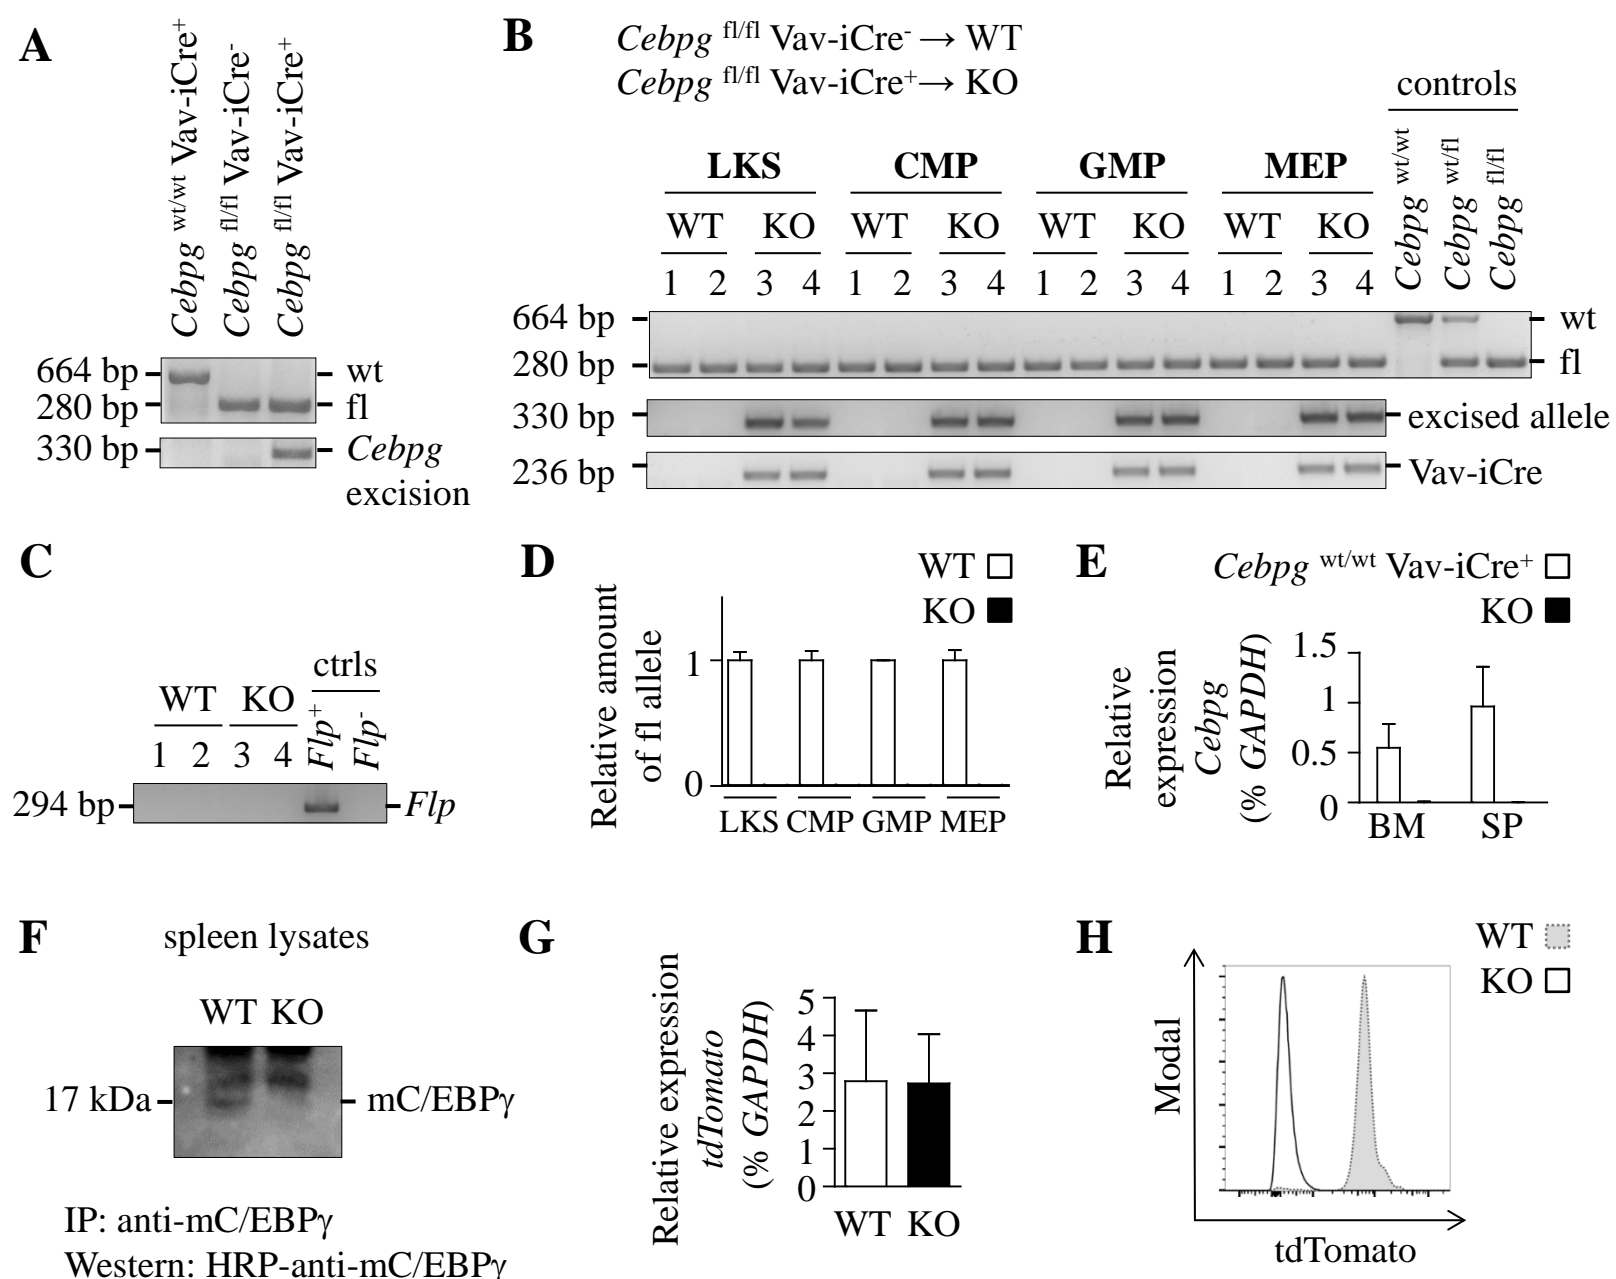 A
Cebpg wt/wt Vav-iCre+
Cebpg fl/fl Vav-iCre-
Cebpg fl/fl Vav-iCre+
664 bp
wt
280 bp
fl
330 bp
Cebpg
excision
B
Cebpg fl/fl Vav-iCre- → WT
Cebpg fl/fl Vav-iCre+ → KO
controls
LKS CMP GMP MEP
WT KO WT KO WT KO WT KO
1 2 3 4 1 2 3 4 1 2 3 4 1 2 3 4
Cebpg wt/wt
Cebpg wt/fl
Cebpg fl/fl
664 bp
wt
280 bp
fl
330 bp
excised allele
236 bp
Vav-iCre
C
ctrls
WT KO
1 2 3 4
Flp+
Flp-
294 bp
Flp
D
WT
KO
Relative amount
of fl allele
1
0
LKS CMP GMP MEP
E
Cebpg wt/wt Vav-iCre+
KO
Relative
expression
Cebpg
(% GAPDH)
1.5
1
0.5
0
BM SP
F
spleen lysates
WT KO
17 kDa
mC/EBPγ
IP: anti-mC/EBPγ
Western: HRP-anti-mC/EBPγ
G
Relative expression
tdTomato
(% GAPDH)
5
4
3
2
1
0
WT KO
H
WT
KO
Modal
tdTomato